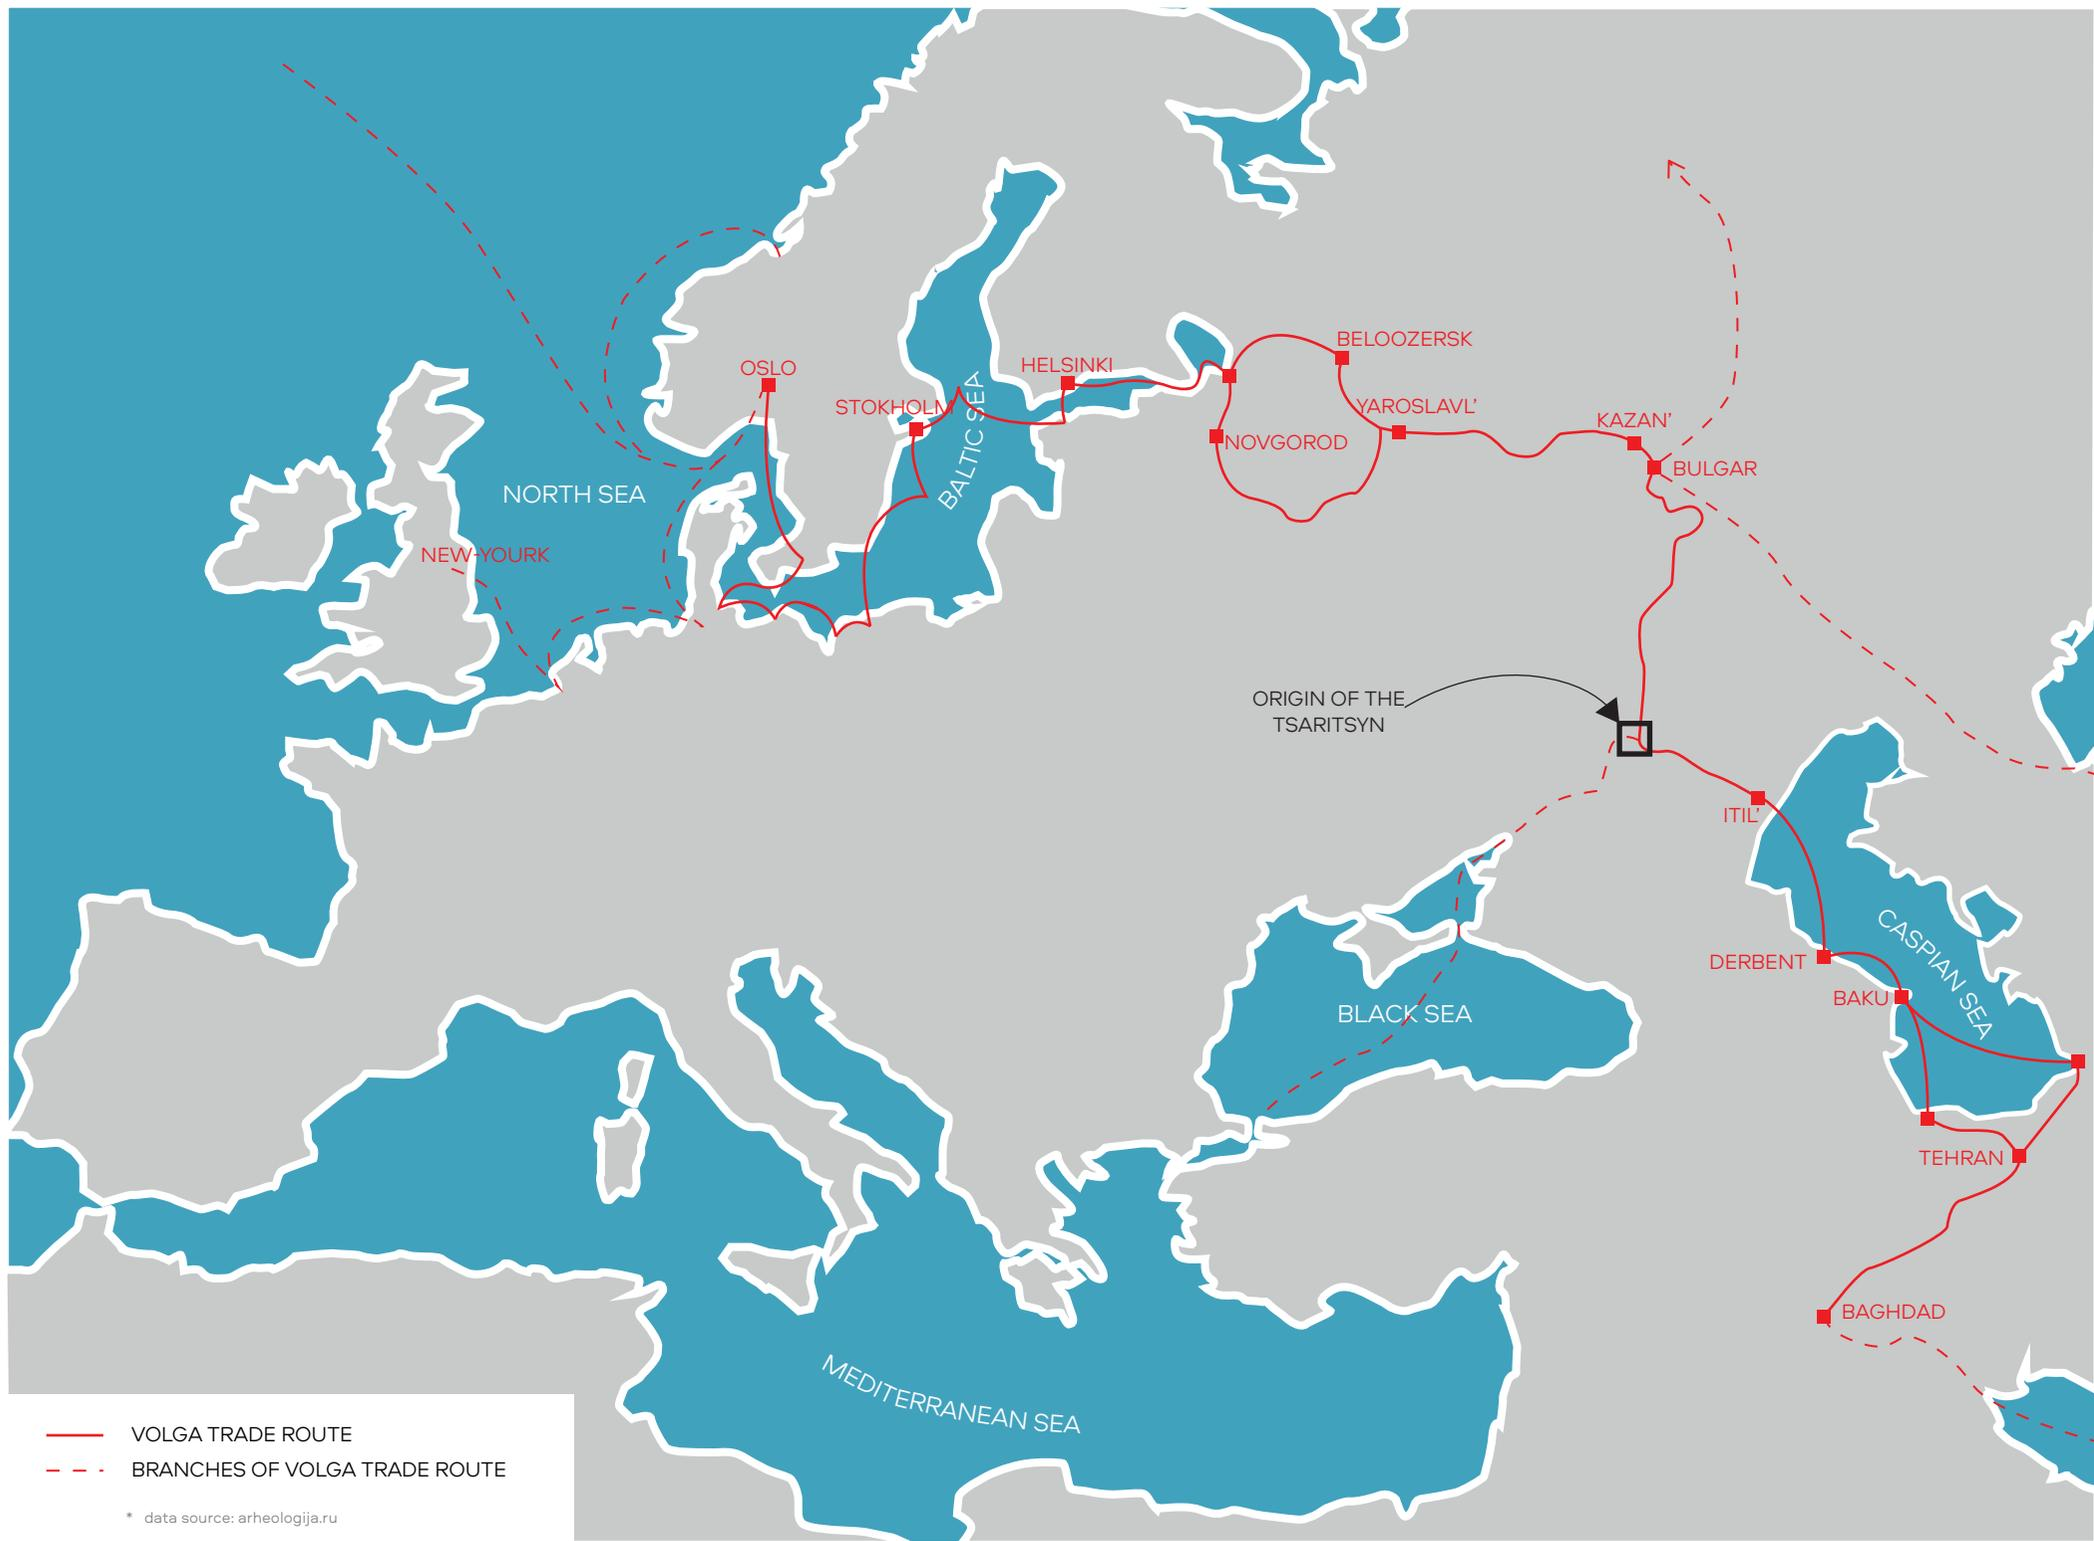 BELOOZERSK
HELSINKI
OSLO
STOKHOLM
YAROSLAVL'
KAZAN'
NOVGOROD
BULGAR
BALTIC SEA
NORTH SEA
NEW-YOURK
ORIGIN OF THE
TSARITSYN
ITIL'
DERBENT
CASPIAN SEA
BAKU
BLACK SEA
TEHRAN
BAGHDAD
MEDITERRANEAN SEA
VOLGA TRADE ROUTE
BRANCHES OF VOLGA TRADE ROUTE
* data source: arheologija.ru